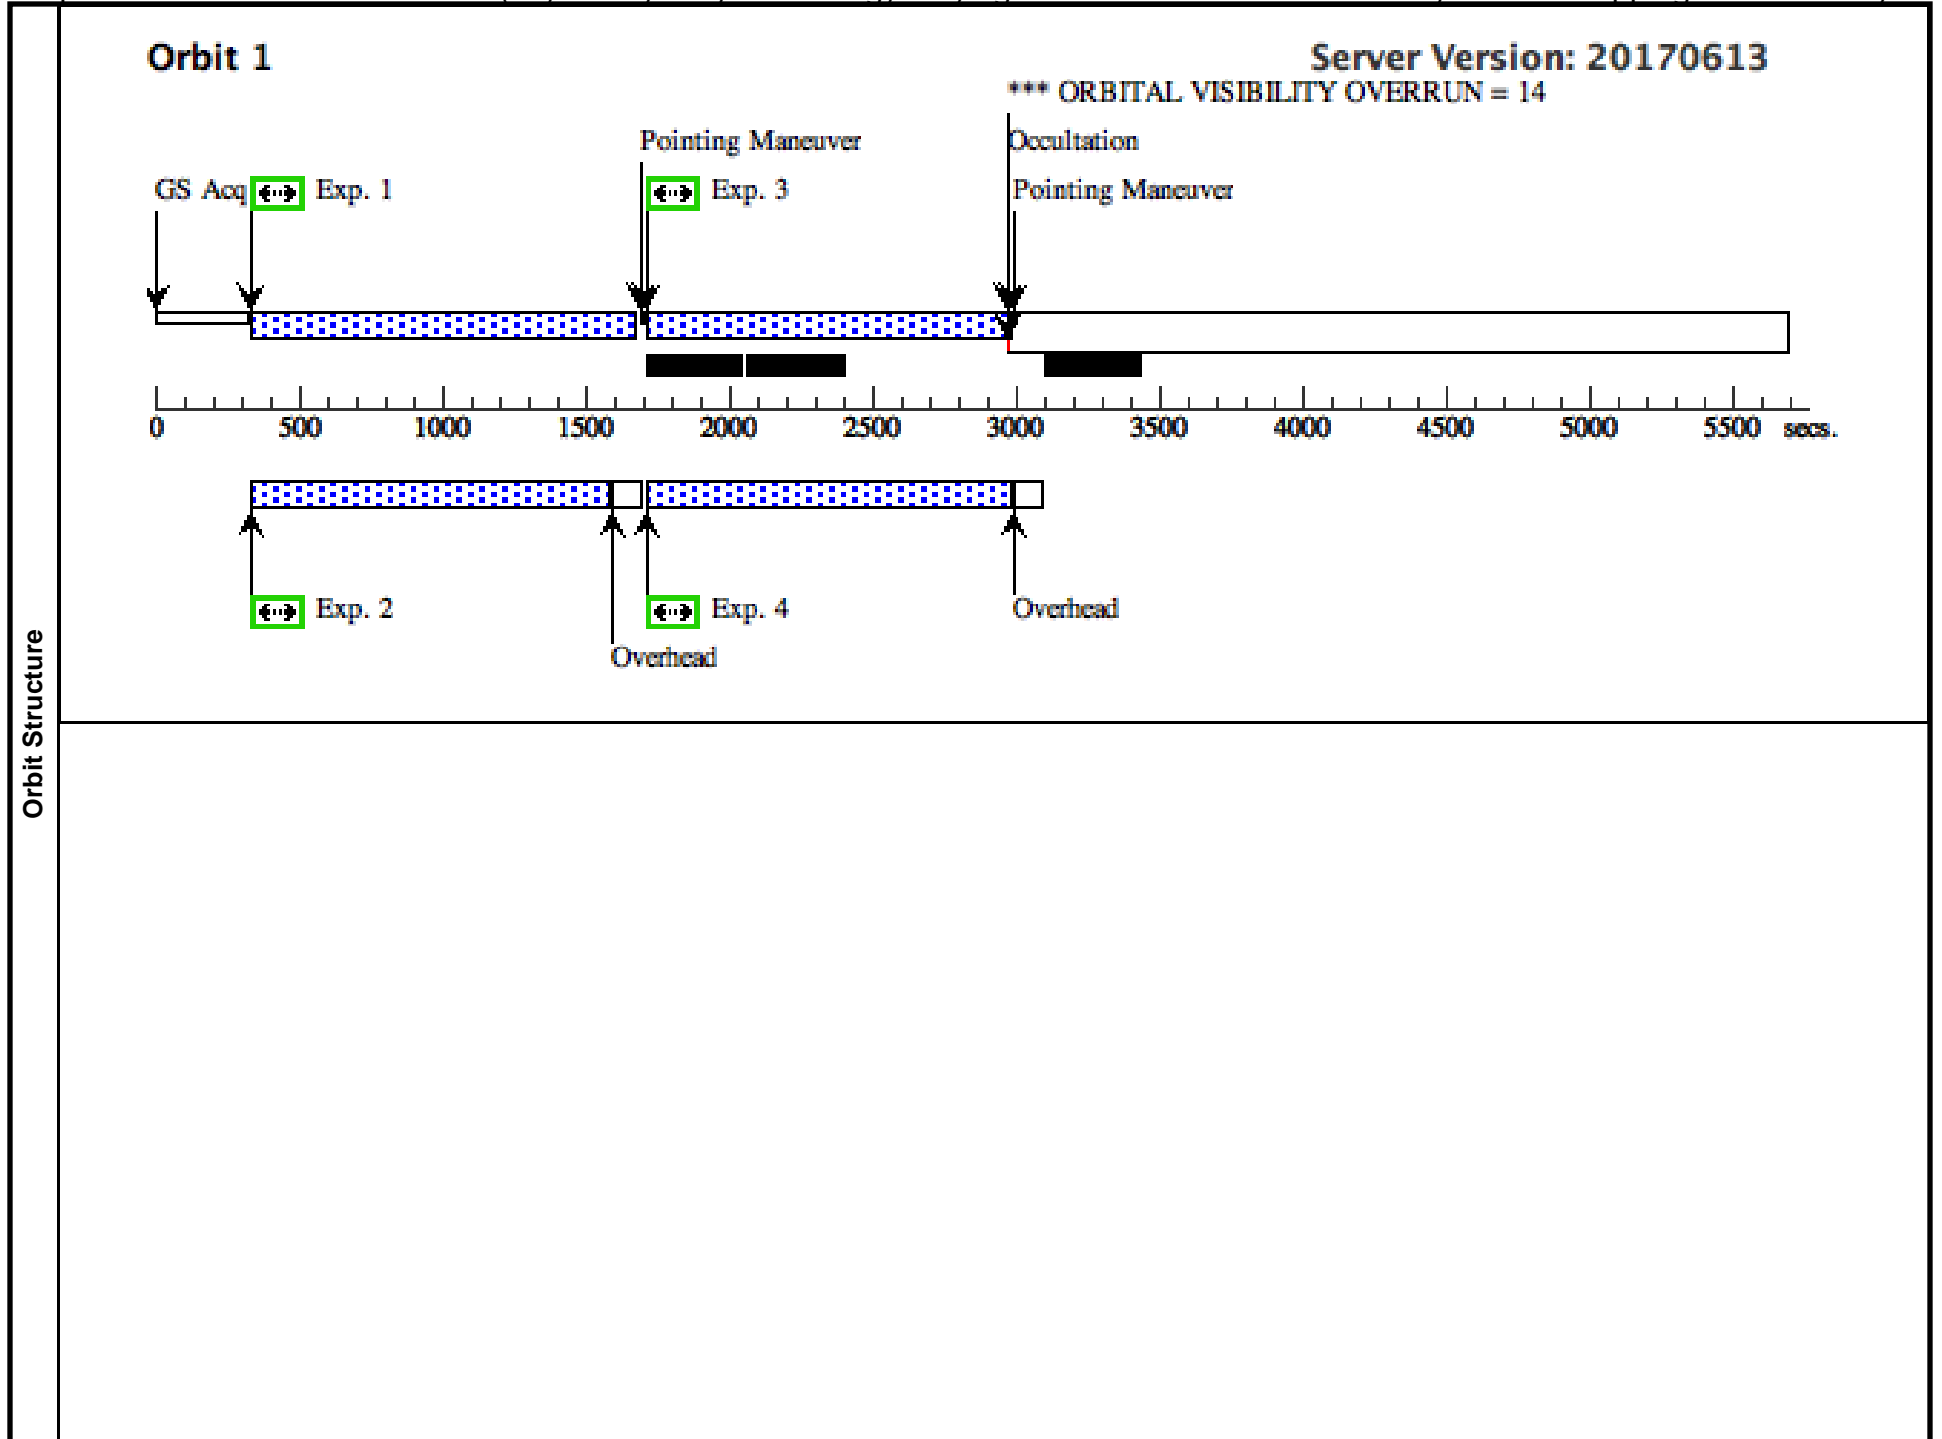 Orbit 1
Server Version: 20170613
*** ORBITAL VISIBILITY OVERRUN = 14
Pointing Maneuver
Occultation
GS Acq
Exp. 1
Exp. 3
Pointing Maneuver
0 500 1000 1500 2000 2500 3000 3500 4000 4500 5000 5500 secs.
Exp. 2
Exp. 4
Overhead
Overhead
Orbit Structure